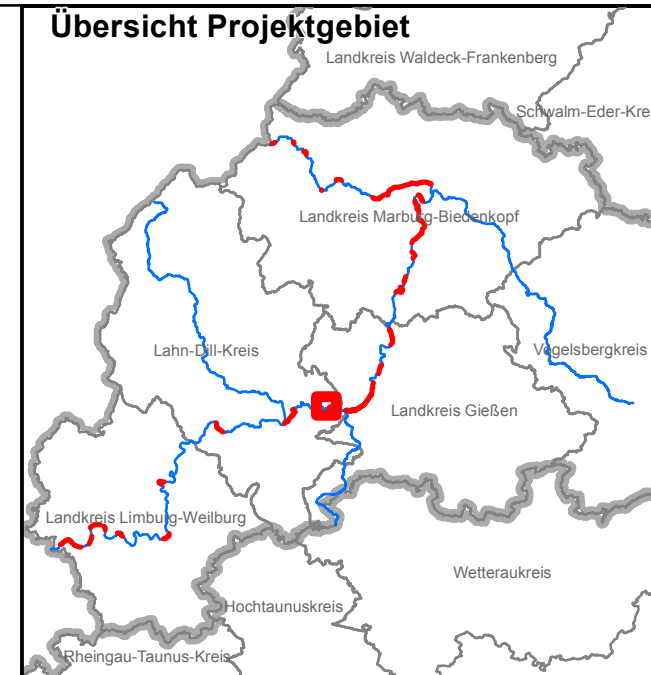 Übersicht Projektgebiet
Landkreis Waldeck-Frankenberg
Schwalm-Eder-Kre
Landkreis Marburg-Biedenkopf
Lahn-Dill-Kreis
Vogelsbergkreis
Landkreis Gießen
Landkreis Limburg-Weilburg
Wetteraukreis
Hochtaunuskreis
Rheingau-Taunus-Kreis